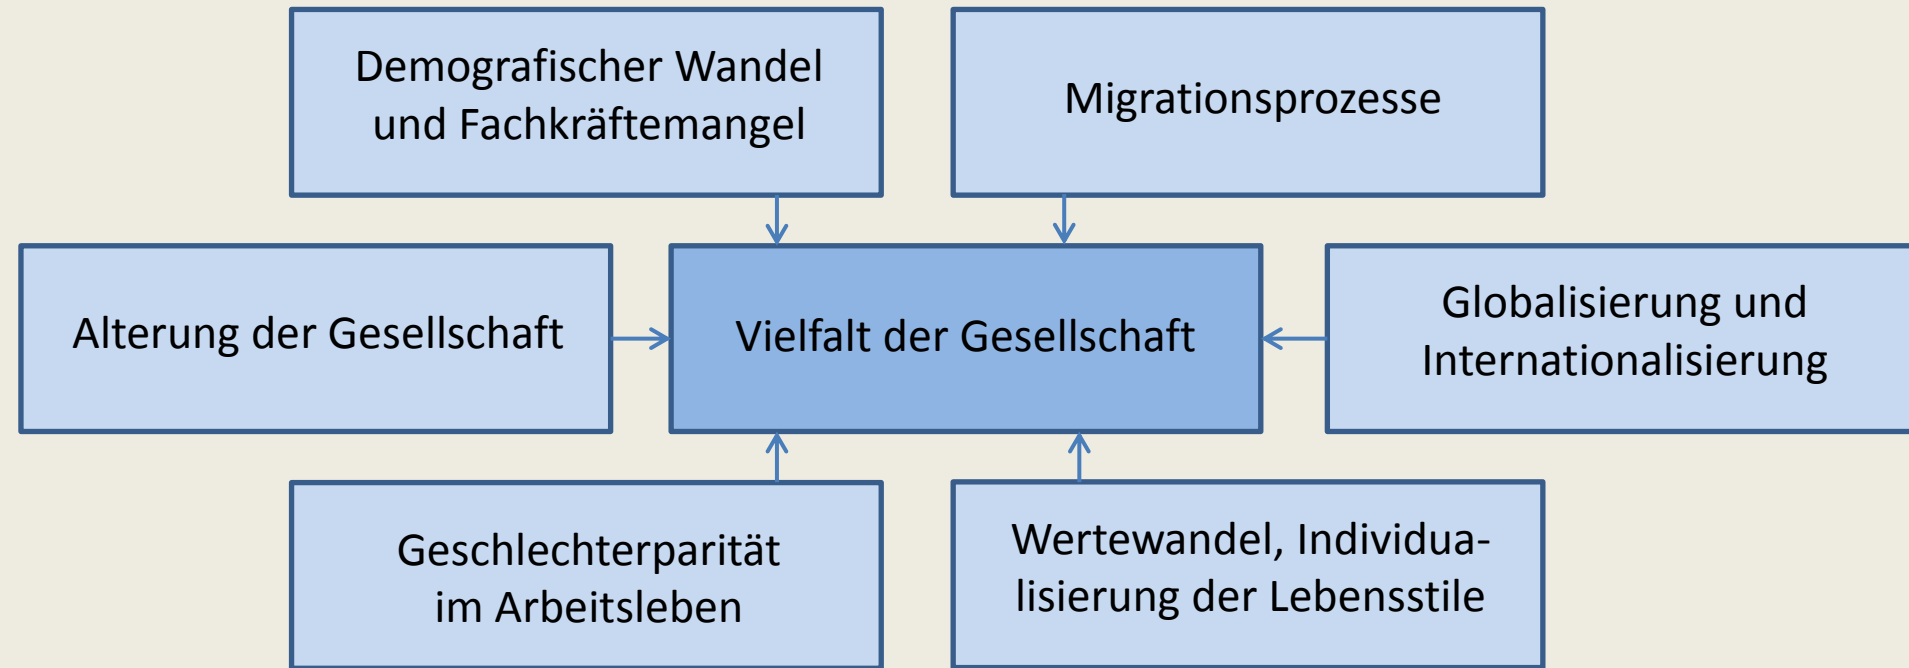 Demografischer Wandel
und Fachkräftemangel
Migrationsprozesse
Alterung der Gesellschaft
Vielfalt der Gesellschaft
Globalisierung und
Internationalisierung
Geschlechterparität
im Arbeitsleben
Wertewandel, Individua-
lisierung der Lebensstile